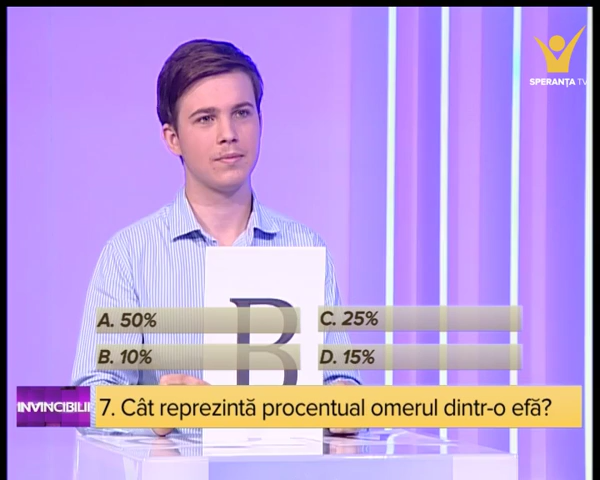 SPERANȚA TV
B
A. 50%
C. 25%
B. 10%
D. 15%
INVINCIBILII
7. Cât reprezintă procentual omerul dintr-o efă?